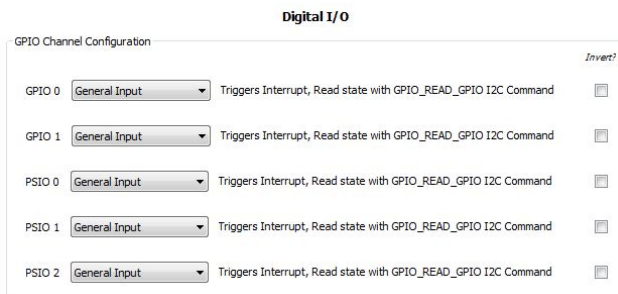 Digital I/O
GPIO Channel Configuration
Invert?
GPIO 0 General Input Triggers Interrupt, Read state with GPIO_READ_GPIO I2C Command
GPIO 1 General Input Triggers Interrupt, Read state with GPIO_READ_GPIO I2C Command
PSIO 0 General Input Triggers Interrupt, Read state with GPIO_READ_GPIO I2C Command
PSIO 1 General Input Triggers Interrupt, Read state with GPIO_READ_GPIO I2C Command
PSIO 2 General Input Triggers Interrupt, Read state with GPIO_READ_GPIO I2C Command